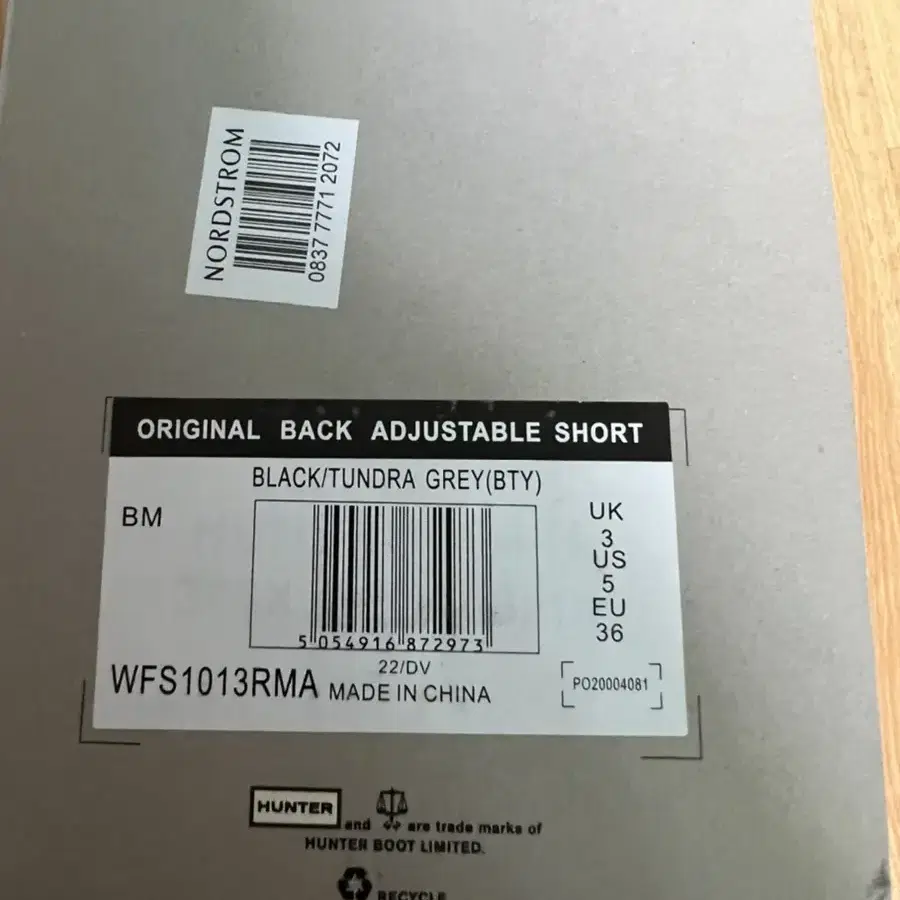 NORDSTROM
0837 7771 2072
ORIGINAL BACK ADJUSTABLE SHORT
BLACK/TUNDRA GREY(BTY)
BM
UK
3
US
5
EU
36
5 054916 872973
22/DV
WFS1013RMA MADE IN CHINA
PO20004081
HUNTER and are trade marks of
HUNTER BOOT LIMITED.
RECYCLE